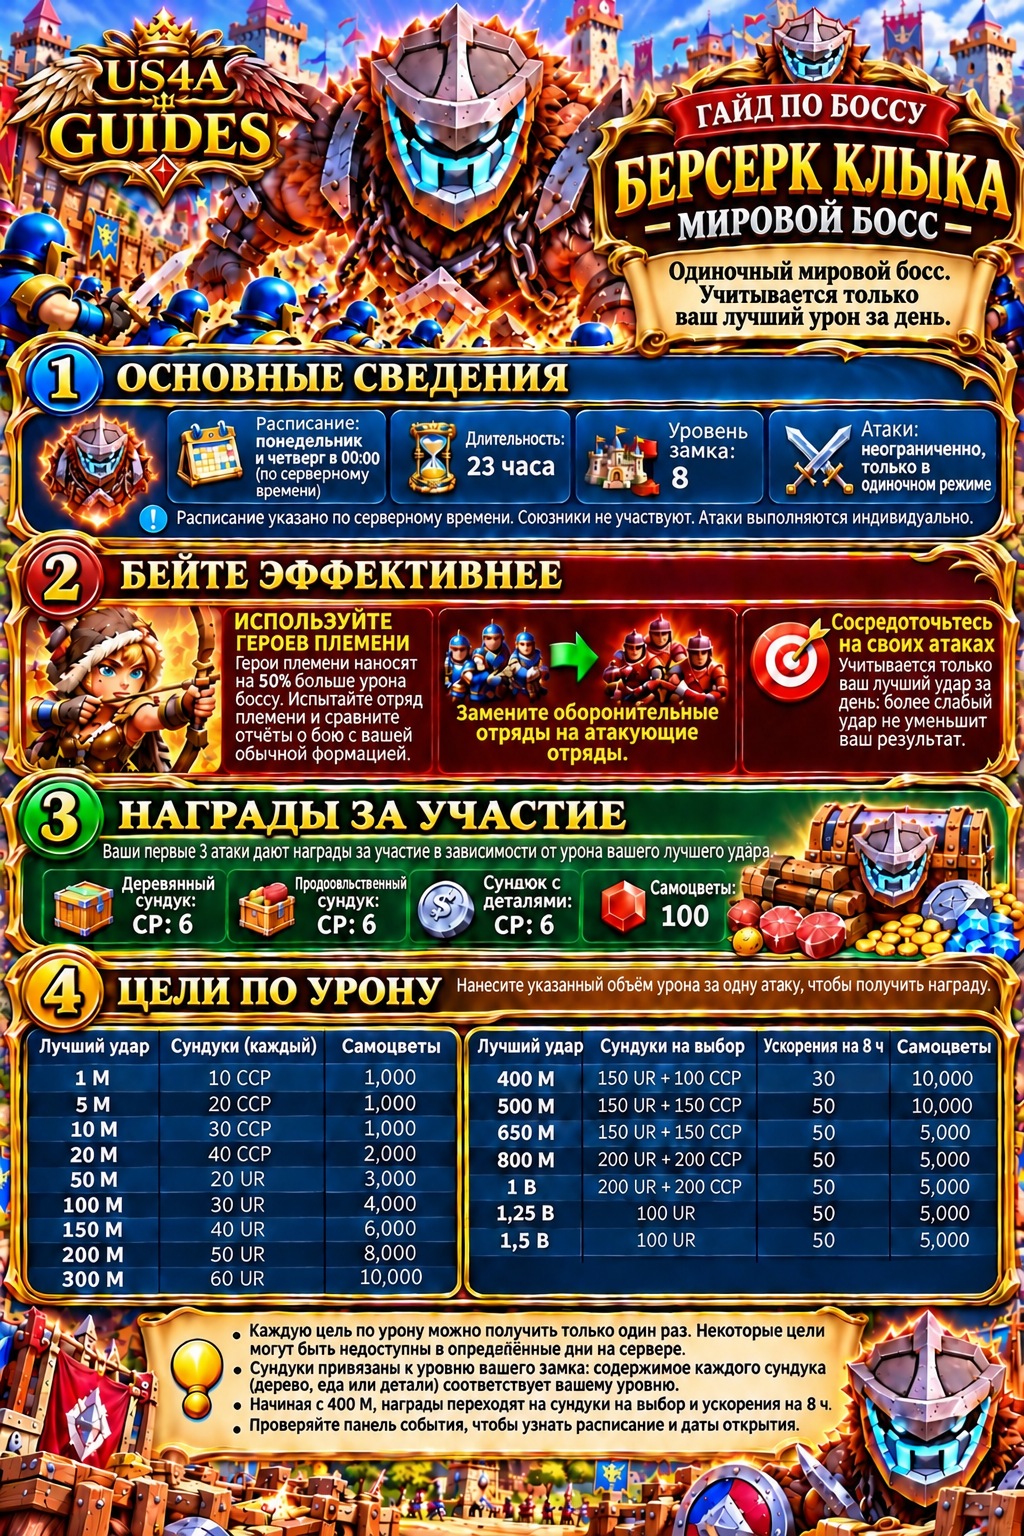 US4A
GUIDES
ГАЙД ПО БОССУ
БЕРСЕРК КЛЫКА
МИРОВОЙ БОСС
Одиночный мировой босс.
Учитывается только
ваш лучший урон за день.
1 ОСНОВНЫЕ СВЕДЕНИЯ
Расписание:
понедельник
и четверг в 00:00
(по серверному
времени)
Длительность:
23 часа
Уровень
замка:
8
Атаки:
неограниченно,
только в
одиночном режиме
! Расписание указано по серверному времени. Союзники не участвуют. Атаки выполняются индивидуально.
2 БЕЙТЕ ЭФФЕКТИВНЕЕ
ИСПОЛЬЗУЙТЕ
ГЕРОЕВ ПЛЕМЕНИ
Герои племени наносят
на 50% больше урона
боссу. Испытайте отряд
племени и сравните
отчёты о бою с вашей
обычной формацией.
Замените оборонительные
отряды на атакующие
отряды.
Сосредоточьтесь
на своих атаках
Учитывается только
ваш лучший удар за
день: более слабый
удар не уменьшит
ваш результат.
3 НАГРАДЫ ЗА УЧАСТИЕ
Ваши первые 3 атаки дают награды за участие в зависимости от урона вашего лучшего удара.
Деревянный
сундук:
СР: 6
Продоольственный
сундук:
СР: 6
$
Сундюк с
деталями:
СР: 6
Самоцветы:
100
4 ЦЕЛИ ПО УРОНУ
Нанесите указанный объём урона за одну атаку, чтобы получить награду.
Лучший удар Сундуки (каждый) Самоцветы
1 М 10 ССР 1,000
5 М 20 ССР 1,000
10 М 30 ССР 1,000
20 М 40 ССР 2,000
50 М 20 UR 3,000
100 М 30 UR 4,000
150 М 40 UR 6,000
200 М 50 UR 8,000
300 М 60 UR 10,000
Лучший удар Сундуки на выбор Ускорения на 8 ч Самоцветы
400 М 150 UR + 100 ССР 30 10,000
500 М 150 UR + 150 ССР 50 10,000
650 М 150 UR + 150 ССР 50 5,000
800 М 200 UR + 200 ССР 50 5,000
1 В 200 UR + 200 ССР 50 5,000
1,25 В 100 UR 50 5,000
1,5 В 100 UR 50 5,000
• Каждую цель по урону можно получить только один раз. Некоторые цели
могут быть недоступны в определённые дни на сервере.
• Сундуки привязаны к уровню вашего замка: содержимое каждого сундука
(дерево, еда или детали) соответствует вашему уровню.
• Начиная с 400 М, награды переходят на сундуки на выбор и ускорения на 8 ч.
• Проверяйте панель события, чтобы узнать расписание и даты открытия.